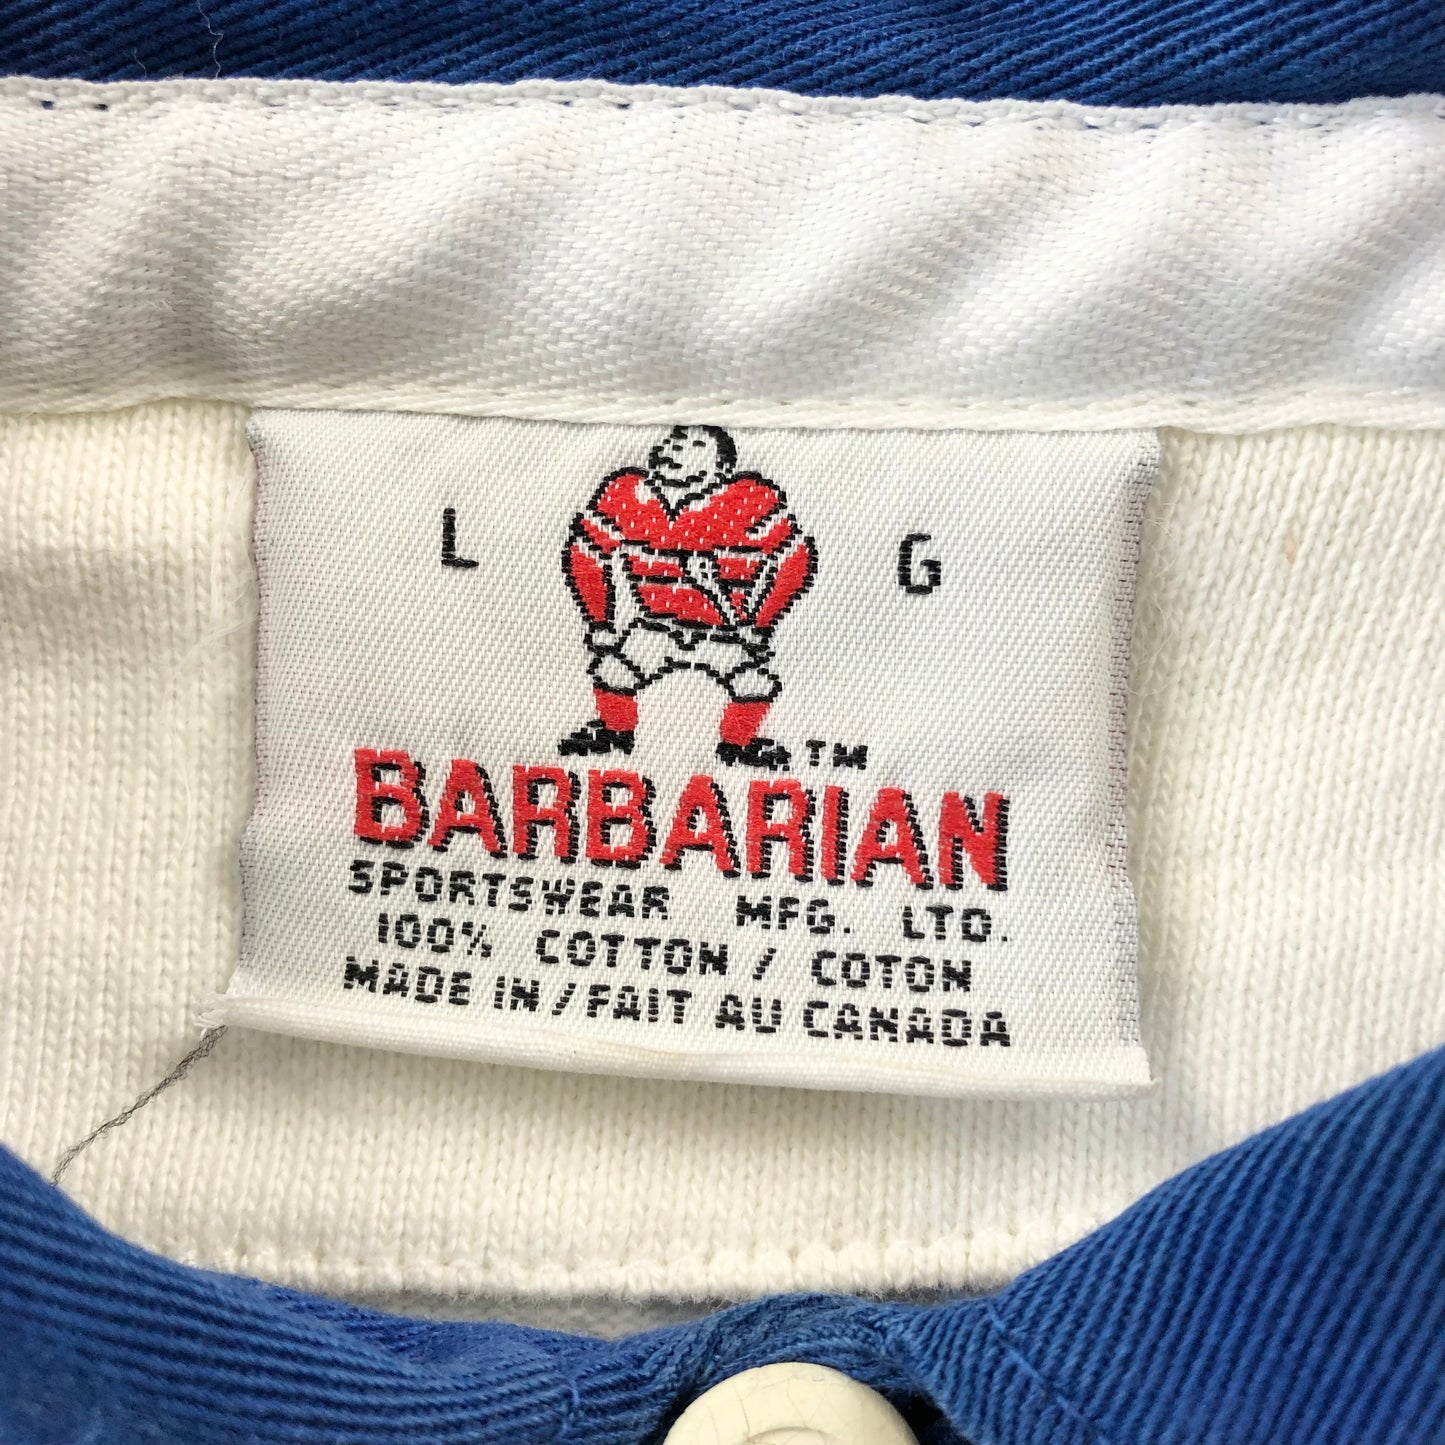 L G
™
BARBARIAN
SPORTSWEAR MFG. LTD.
100% COTTON / COTON
MADE IN / FAIT AU CANADA